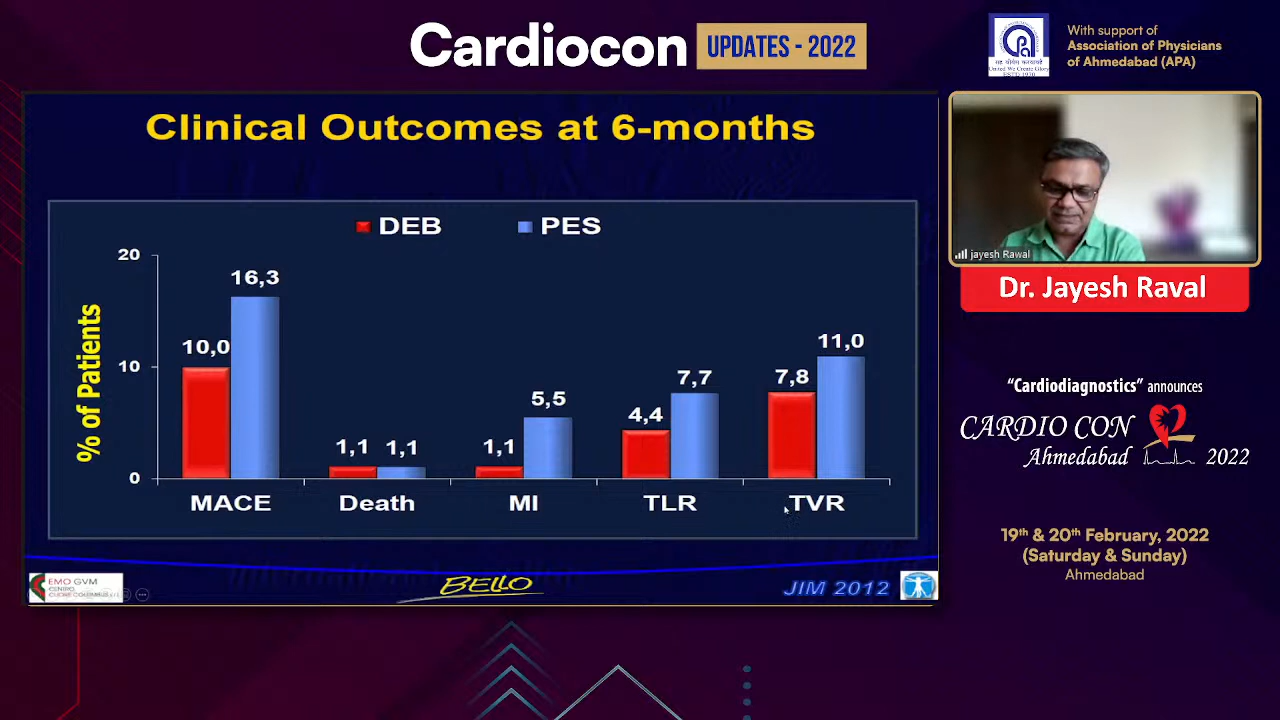 Cardiocon UPDATES - 2022
With support of
Association of Physicians
of Ahmedabad (APA)
Clinical Outcomes at 6-months
DEB PES
% of Patients
20
10
0
10,0 16,3
1,1 1,1
1,1 5,5
4,4 7,7
7,8 11,0
MACE Death MI TLR TVR
EMO GVM
CENTRO
BELLO
JIM 2012
jayesh Rawal
Dr. Jayesh Raval
“Cardiodiagnostics” announces
CARDIO CON
Ahmedabad 2022
19th & 20th February, 2022
(Saturday & Sunday)
Ahmedabad